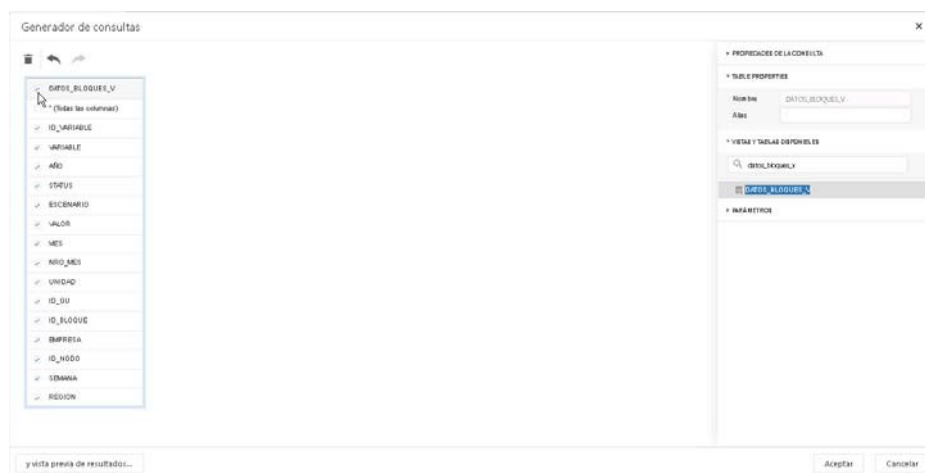 Generador de consultas
DATOS_BLOQUES_V
* (Todas las columnas)
ID_VARIABLE
VARIABLE
AÑO
STATUS
ESCENARIO
VALOR
MES
NRO_MES
UNIDAD
ID_GU
ID_BLOQUE
EMPRESA
ID_NODO
SEMANA
REGION
PROPIEDADES DE LA CONSULTA
TABLE PROPERTIES
Nombre DATOS_BLOQUES_V
Alias
VISTAS Y TABLAS DISPONIBLES
datos_bloques_v
DATOS_BLOQUES_V
PARÁMETROS
y vista previa de resultados...
Aceptar Cancelar